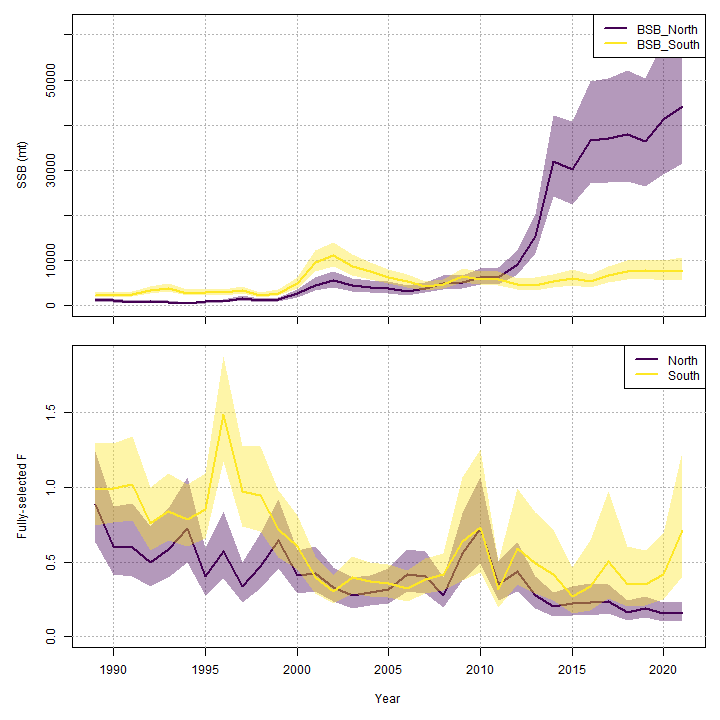 BSB_North
BSB_South
SSB (mt)
50000
30000
10000
0
North
South
Fully-selected F
1.5
1.0
0.5
0.0
1990 1995 2000 2005 2010 2015 2020
Year